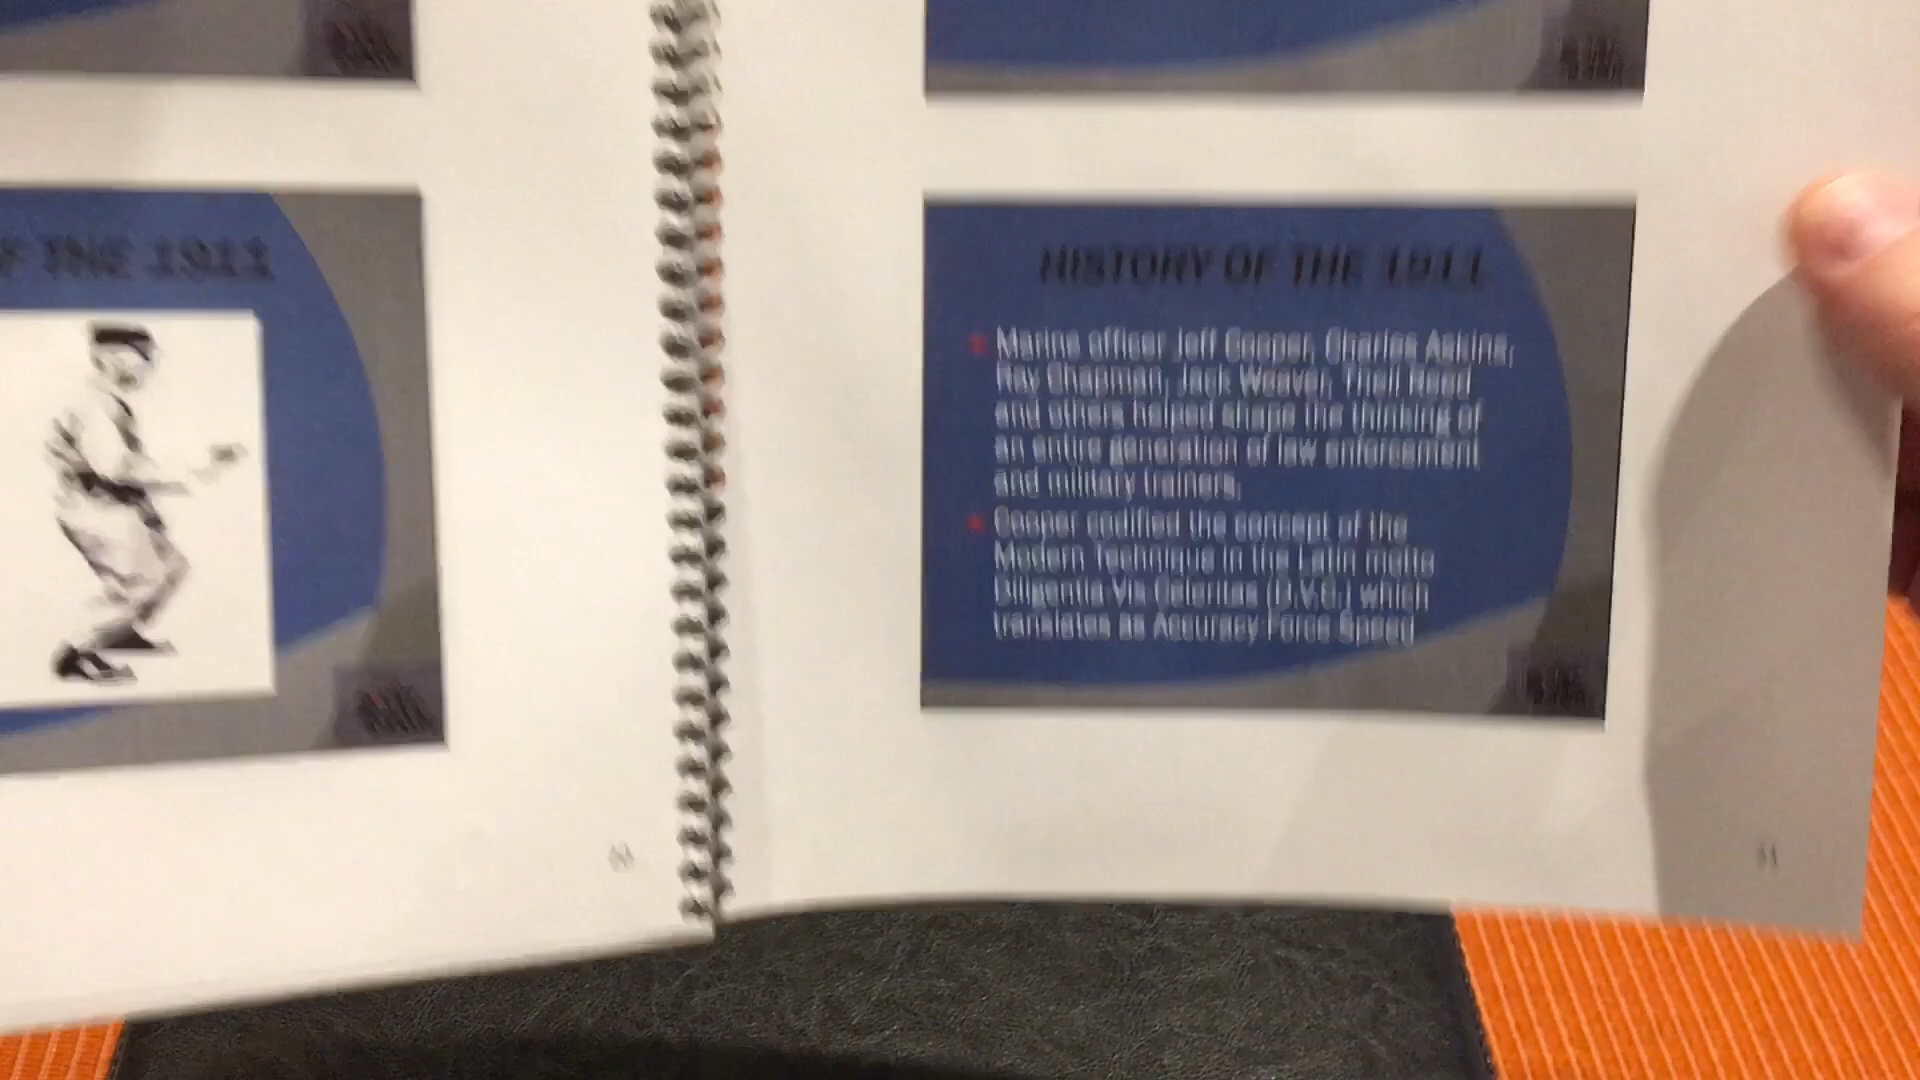 F THE 1911
HISTORY OF THE 1911
Marine officer Jeff Cooper, Charles Askins,
Ray Chapman, Jack Weaver, Thell Reed
and others helped shape the thinking of
an entire generation of law enforcement
and military trainers.
Cooper codified the concept of the
Modern Technique in the Latin motto
Diligentia Vis Celeritas (D.V.C.) which
translates as Accuracy Force Speed